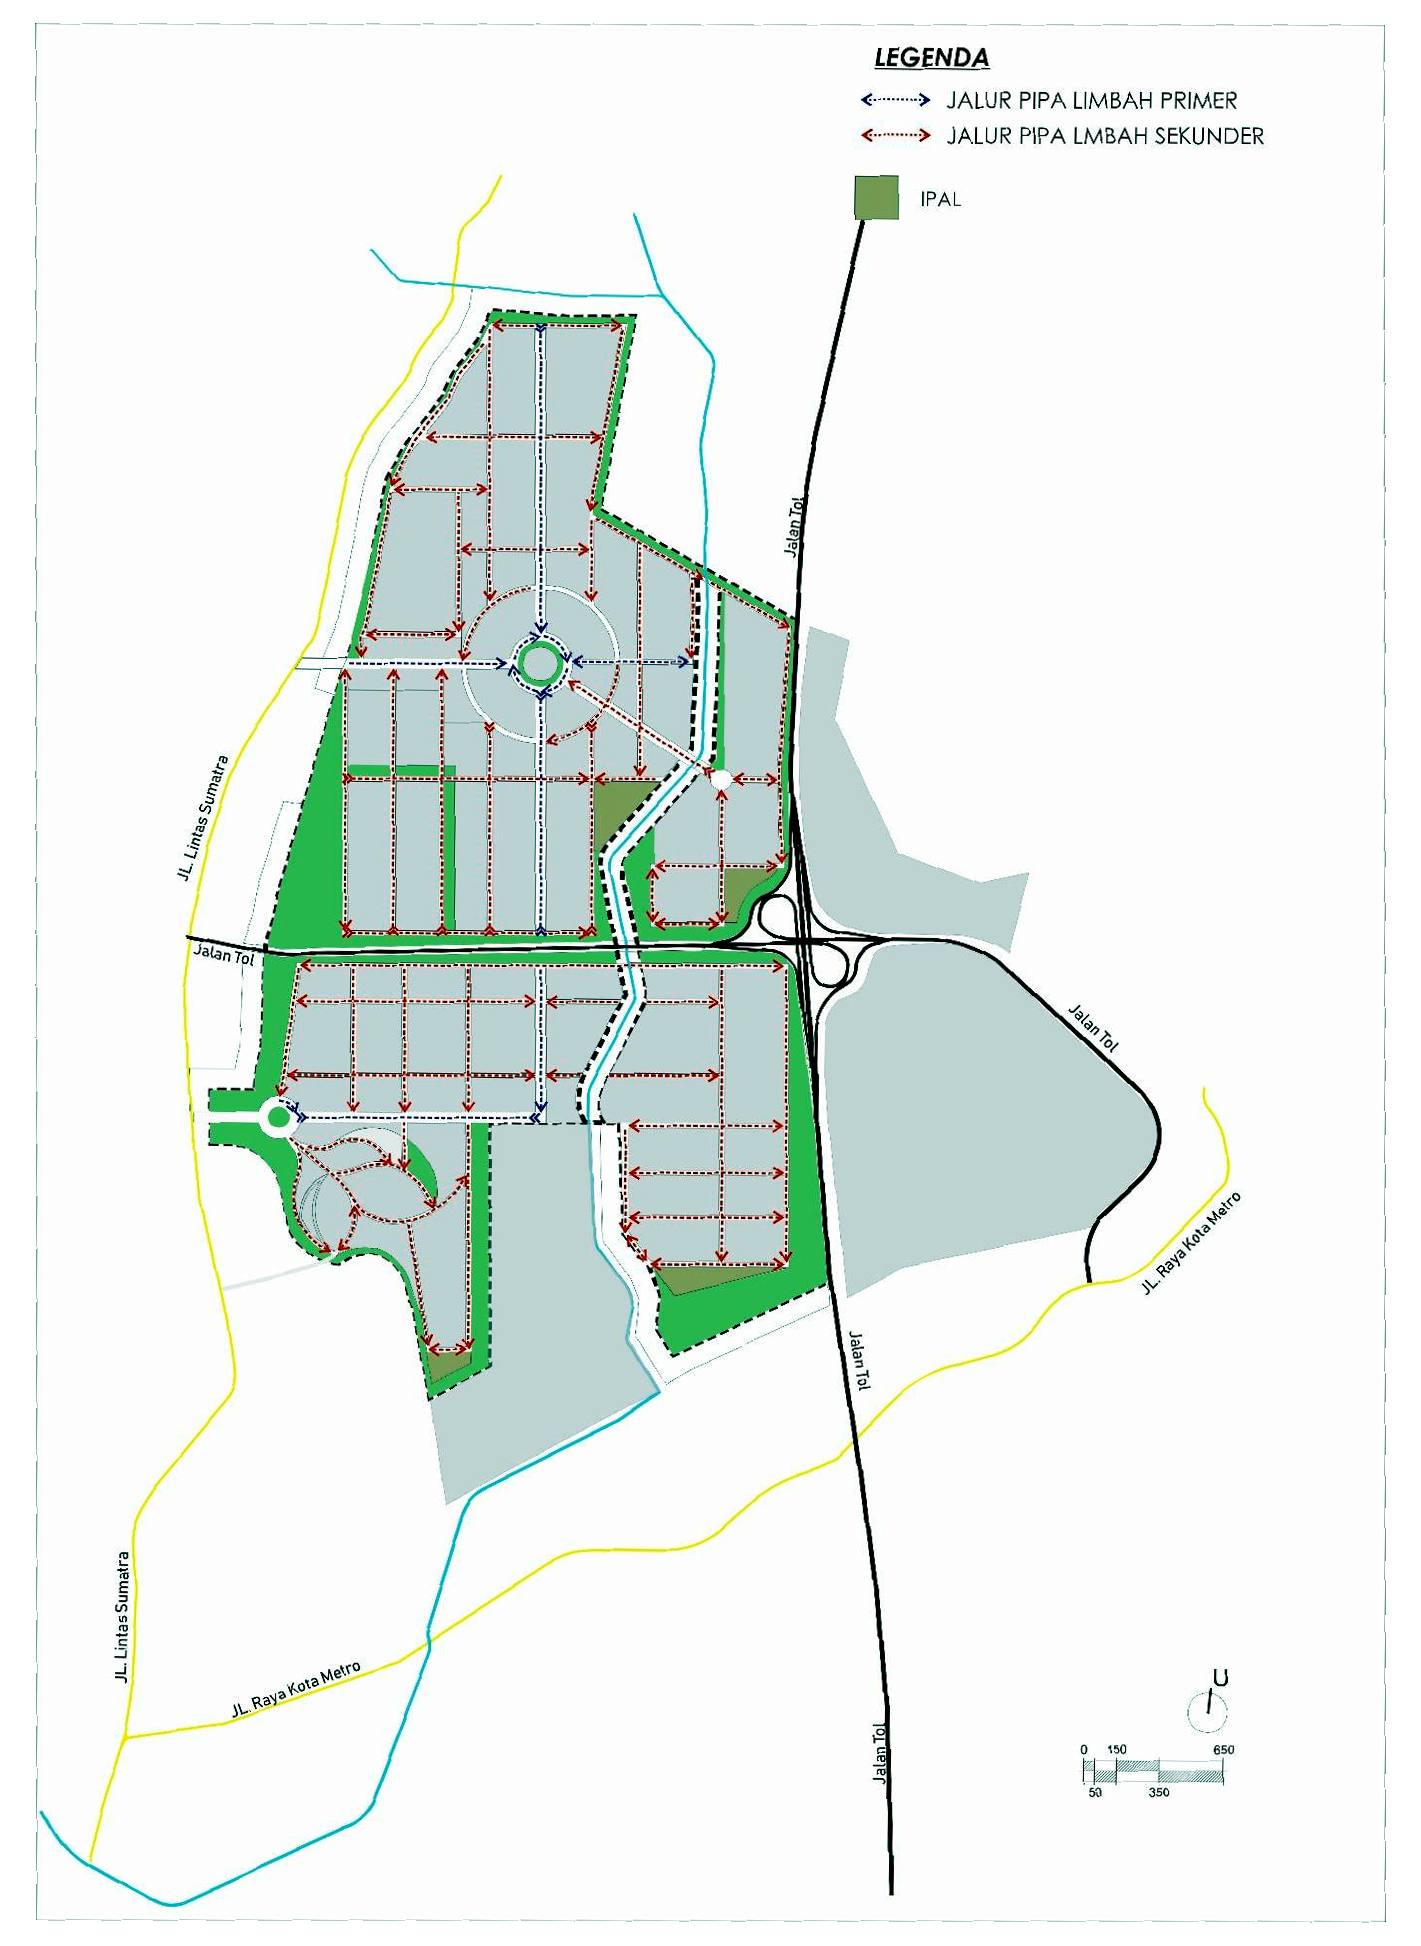 LEGENDA
JALUR PIPA LIMBAH PRIMER
JALUR PIPA LMBAH SEKUNDER
IPAL
Jalan Tol
JL. Lintas Sumatra
Jalan Tol
Jalan Tol
JL. Raya Kota Metro
Jalan Tol
JL. Lintas Sumatra
JL. Raya Kota Metro
Jalan Tol
U
0 150 650
50 350